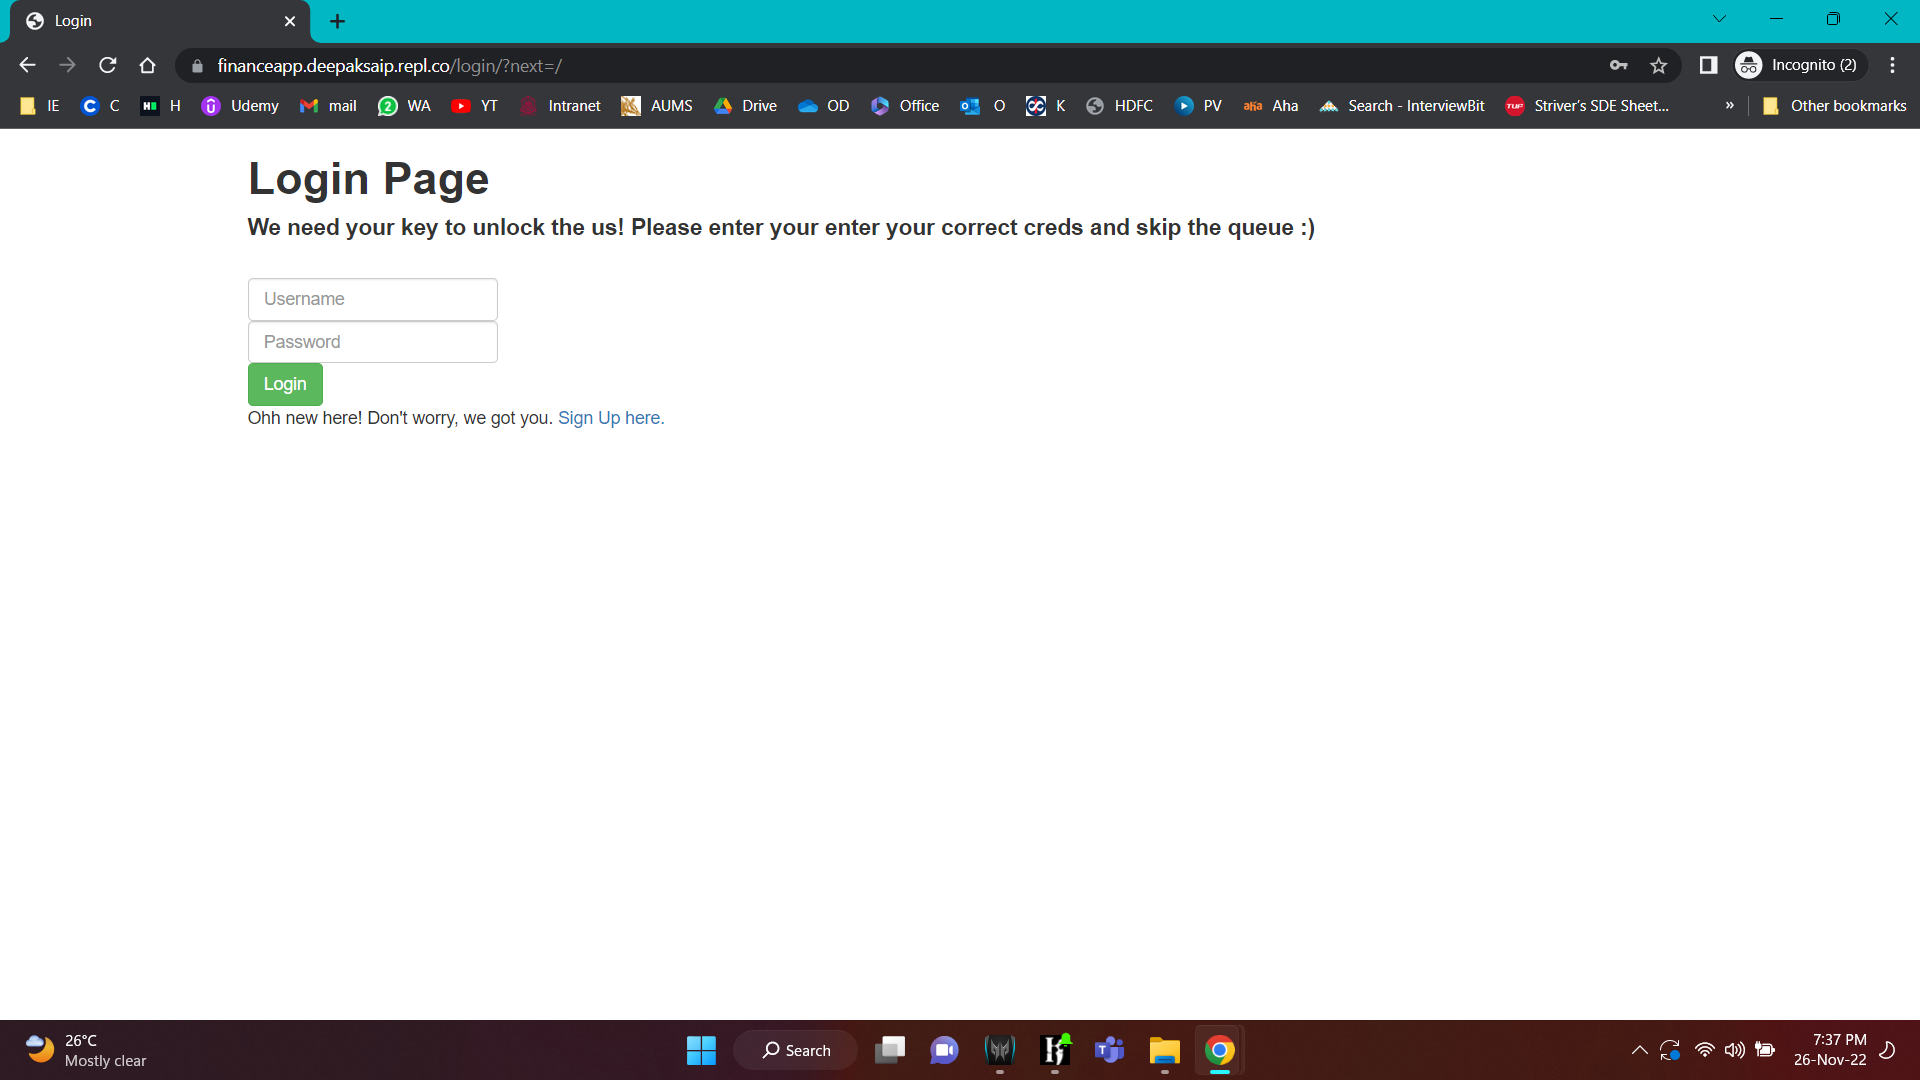 Login
financeapp.deepaksaip.repl.co/login/?next=/
Incognito (2)
IE C H Udemy mail WA YT Intranet AUMS Drive OD Office O K HDFC PV aha Aha Search - InterviewBit TUF Striver's SDE Sheet... » Other bookmarks
Login Page
We need your key to unlock the us! Please enter your enter your correct creds and skip the queue :)
Username
Password
Login
Ohh new here! Don't worry, we got you. Sign Up here.
26°C
Mostly clear
Search
7:37 PM
26-Nov-22